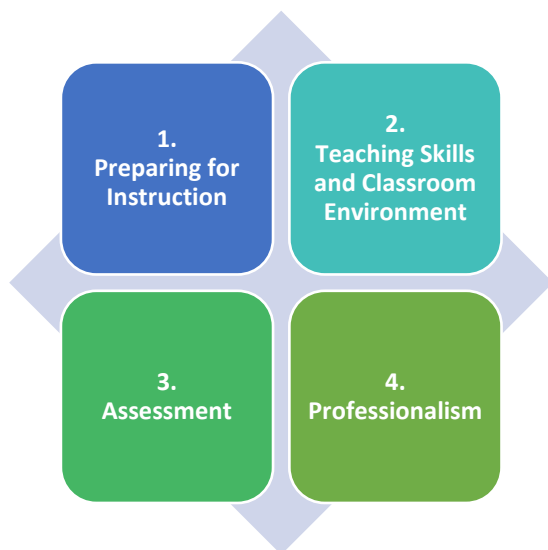 1.
Preparing for
Instruction
2.
Teaching Skills
and Classroom
Environment
3.
Assessment
4.
Professionalism